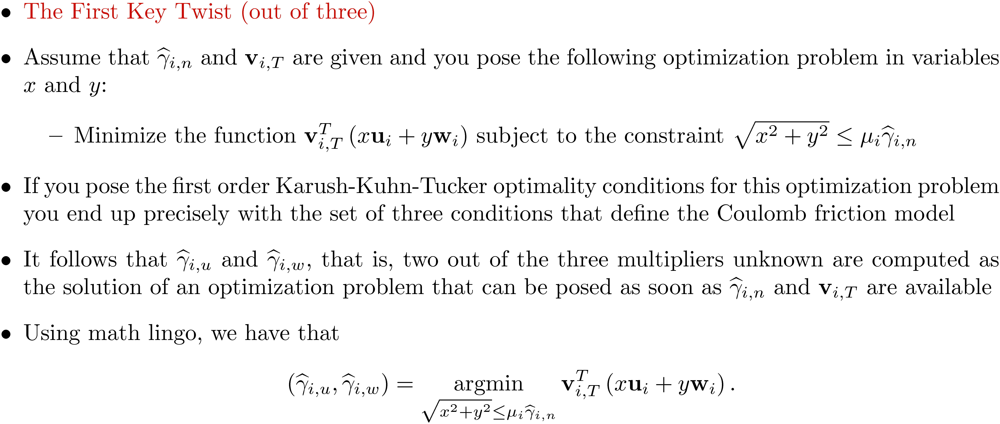 • The First Key Twist (out of three)
• Assume that $\widehat{\gamma}_{i,n}$ and $\mathbf{v}_{i,T}$ are given and you pose the following optimization problem in variables
$x$ and $y$:
– Minimize the function $\mathbf{v}_{i,T}^T (x\mathbf{u}_i + y\mathbf{w}_i)$ subject to the constraint $\sqrt{x^2 + y^2} \leq \mu_i \widehat{\gamma}_{i,n}$
• If you pose the first order Karush-Kuhn-Tucker optimality conditions for this optimization problem
you end up precisely with the set of three conditions that define the Coulomb friction model
• It follows that $\widehat{\gamma}_{i,u}$ and $\widehat{\gamma}_{i,w}$, that is, two out of the three multipliers unknown are computed as
the solution of an optimization problem that can be posed as soon as $\widehat{\gamma}_{i,n}$ and $\mathbf{v}_{i,T}$ are available
• Using math lingo, we have that
$(\widehat{\gamma}_{i,u}, \widehat{\gamma}_{i,w}) = \underset{\sqrt{x^2+y^2} \leq \mu_i \widehat{\gamma}_{i,n}}{\operatorname{argmin}} \mathbf{v}_{i,T}^T (x\mathbf{u}_i + y\mathbf{w}_i) .$